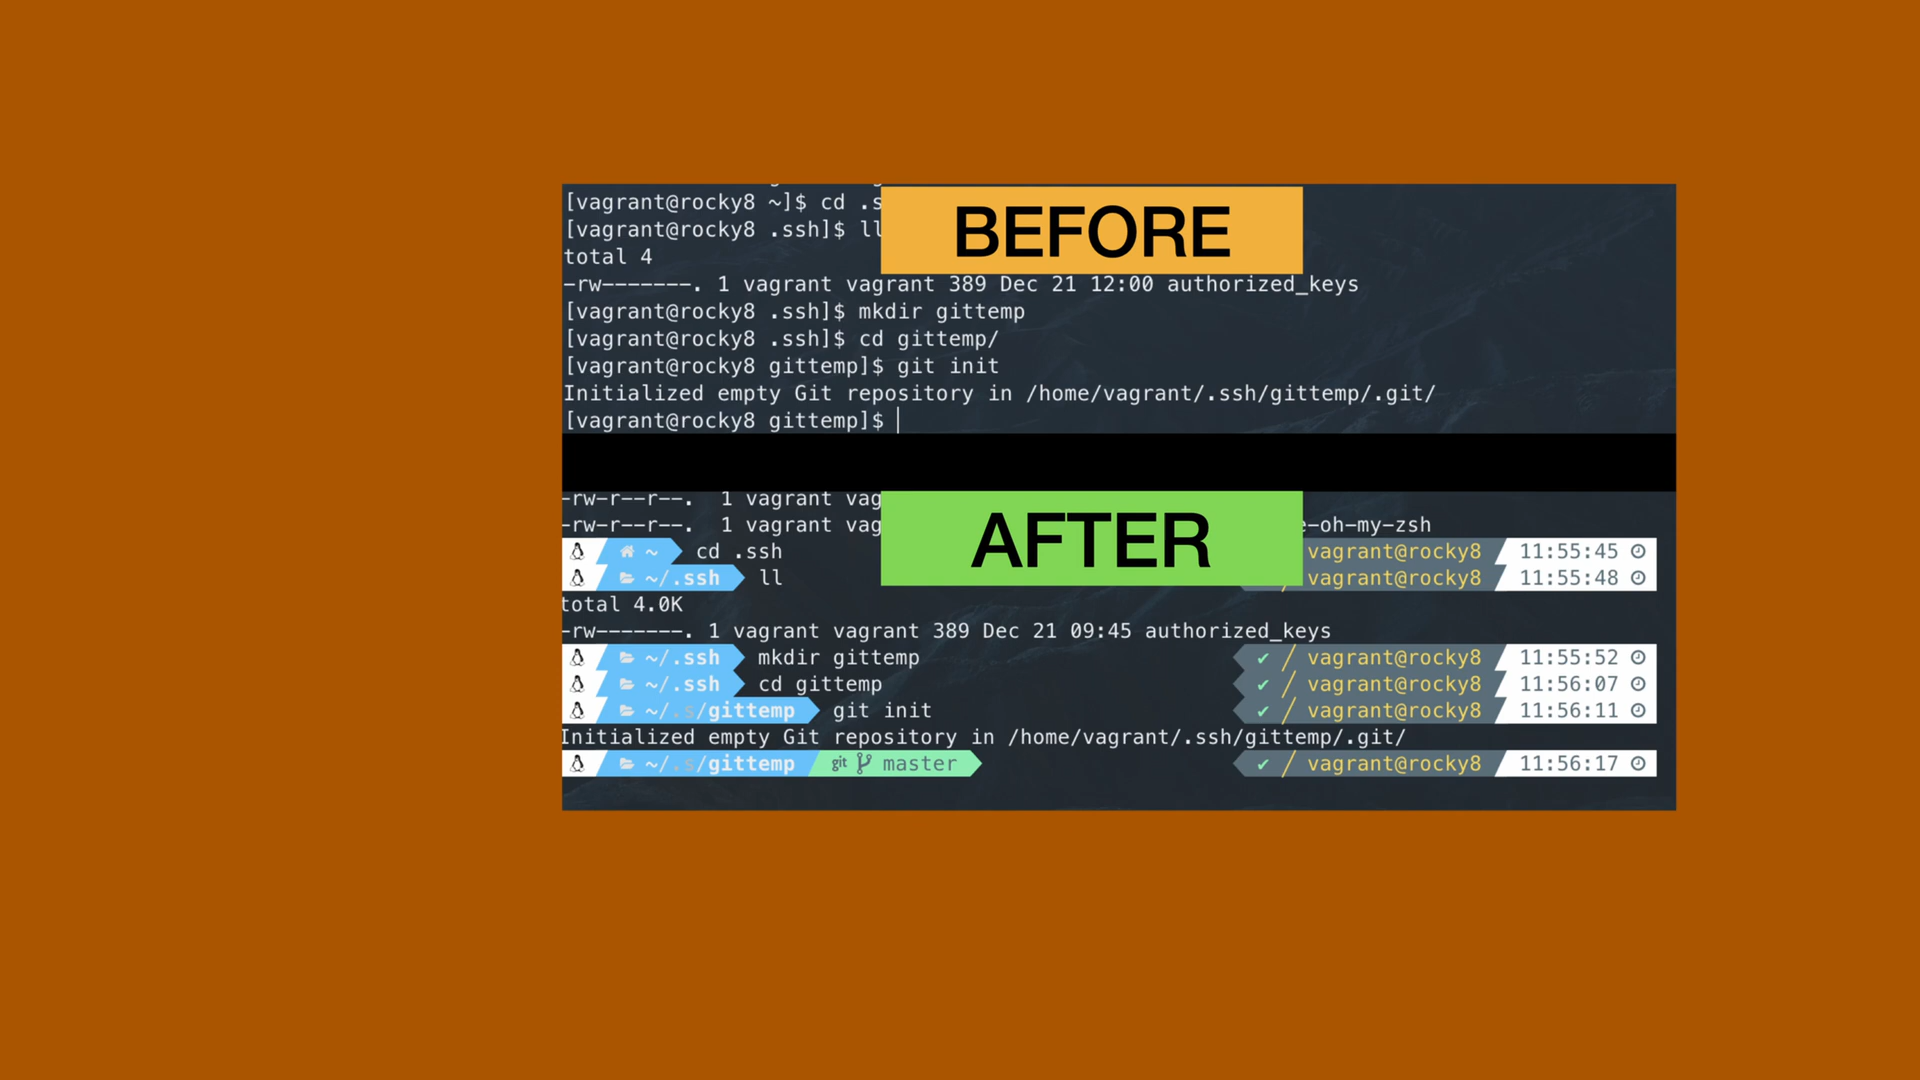 [vagrant@rocky8 ~]$ cd .s
BEFORE
[vagrant@rocky8 .ssh]$ ll
total 4
-rw-------. 1 vagrant vagrant 389 Dec 21 12:00 authorized_keys
[vagrant@rocky8 .ssh]$ mkdir gittemp
[vagrant@rocky8 .ssh]$ cd gittemp/
[vagrant@rocky8 gittemp]$ git init
Initialized empty Git repository in /home/vagrant/.ssh/gittemp/.git/
[vagrant@rocky8 gittemp]$
-rw-r--r--. 1 vagrant vag
-rw-r--r--. 1 vagrant vag e-oh-my-zsh
AFTER
~ cd .ssh vagrant@rocky8 11:55:45
~/.ssh ll vagrant@rocky8 11:55:48
total 4.0K
-rw-------. 1 vagrant vagrant 389 Dec 21 09:45 authorized_keys
~/.ssh mkdir gittemp ✔ / vagrant@rocky8 11:55:52
~/.ssh cd gittemp ✔ / vagrant@rocky8 11:56:07
~/.s/gittemp git init ✔ / vagrant@rocky8 11:56:11
Initialized empty Git repository in /home/vagrant/.ssh/gittemp/.git/
~/.s/gittemp git master ✔ / vagrant@rocky8 11:56:17